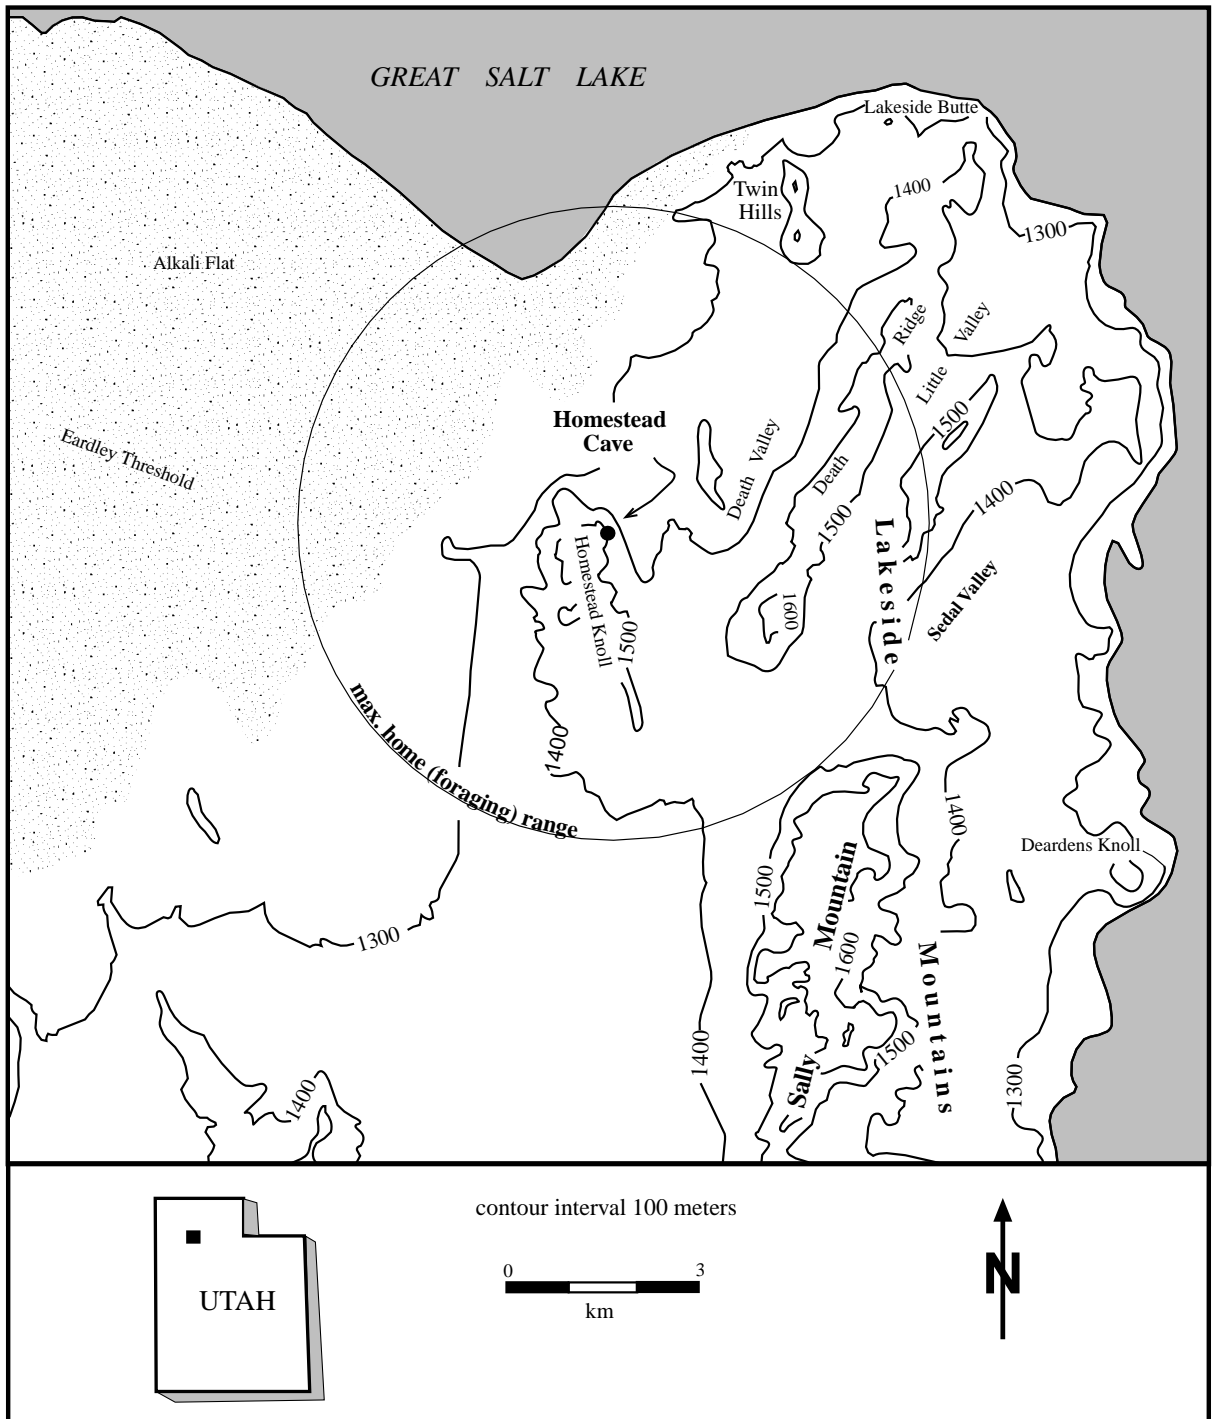 GREAT SALT LAKE
Lakeside Butte
Twin
Hills
1400
1300
Alkali Flat
Ridge
Valley
Little
1500
Homestead
Cave
Eardley Threshold
Death Valley
Death
1500
1400
Lakeside
Sedal Valley
Homestead Knoll
1500
1600
max. home (foraging) range
1400
1400
Deardens Knoll
1500
Mountain
1600
1300
Mountains
1400
1500
Sally
1300
1400
contour interval 100 meters
0 3
km
UTAH
N